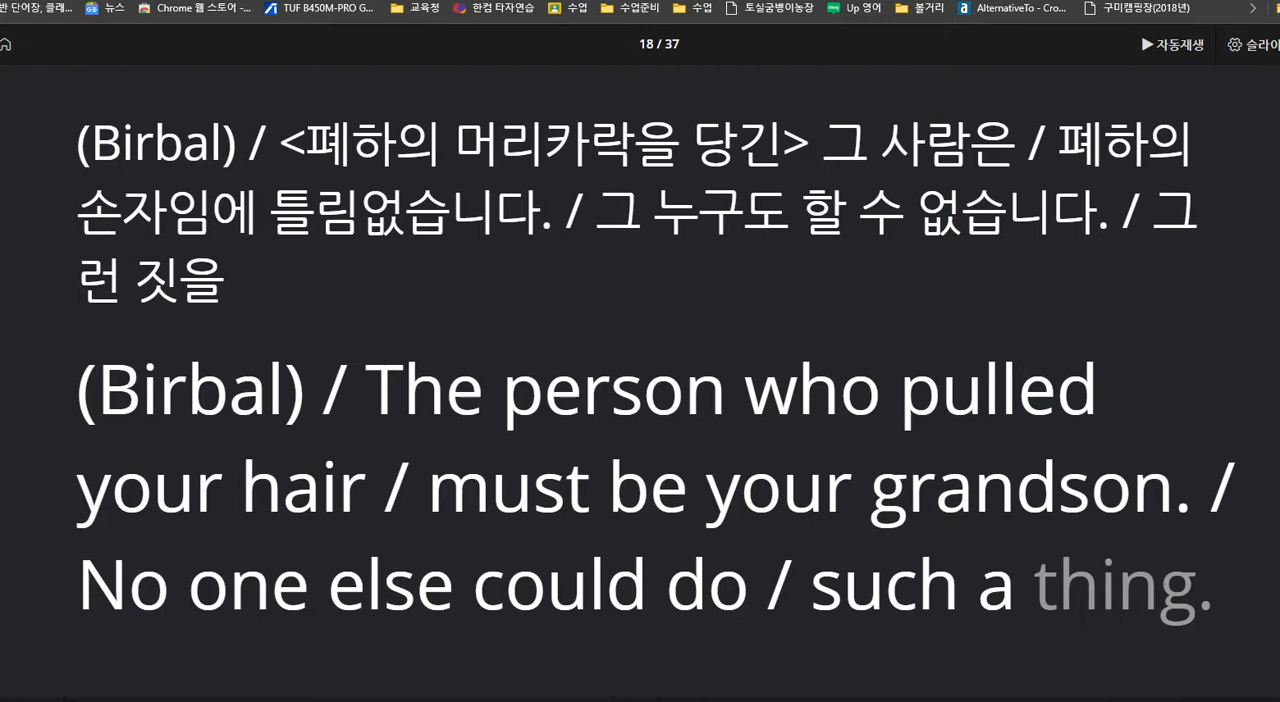 반 단어장, 클래... 뉴스 Chrome 웹 스토어 -... TUF B450M-PRO G... 교육청 한컴 타자연습 수업 수업준비 수업 토실굼벵이농장 Up 영어 볼거리 AlternativeTo - Cro... 구미캠핑장(2018년)
18 / 37 ▶자동재생 슬라이
(Birbal) / <폐하의 머리카락을 당긴> 그 사람은 / 폐하의
손자임에 틀림없습니다. / 그 누구도 할 수 없습니다. / 그
런 짓을
(Birbal) / The person who pulled
your hair / must be your grandson. /
No one else could do / such a thing.